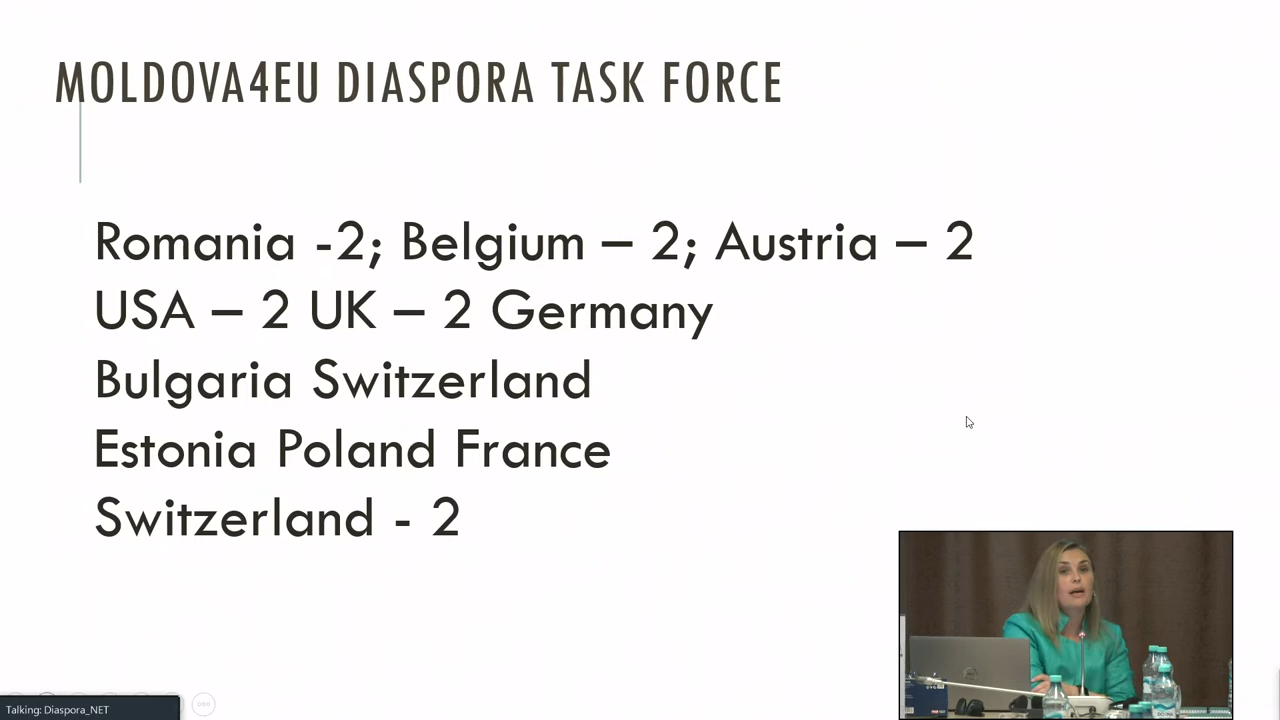 MOLDOVA4EU DIASPORA TASK FORCE
Romania -2; Belgium – 2; Austria – 2
USA – 2 UK – 2 Germany
Bulgaria Switzerland
Estonia Poland France
Switzerland - 2
Talking: Diaspora_NET